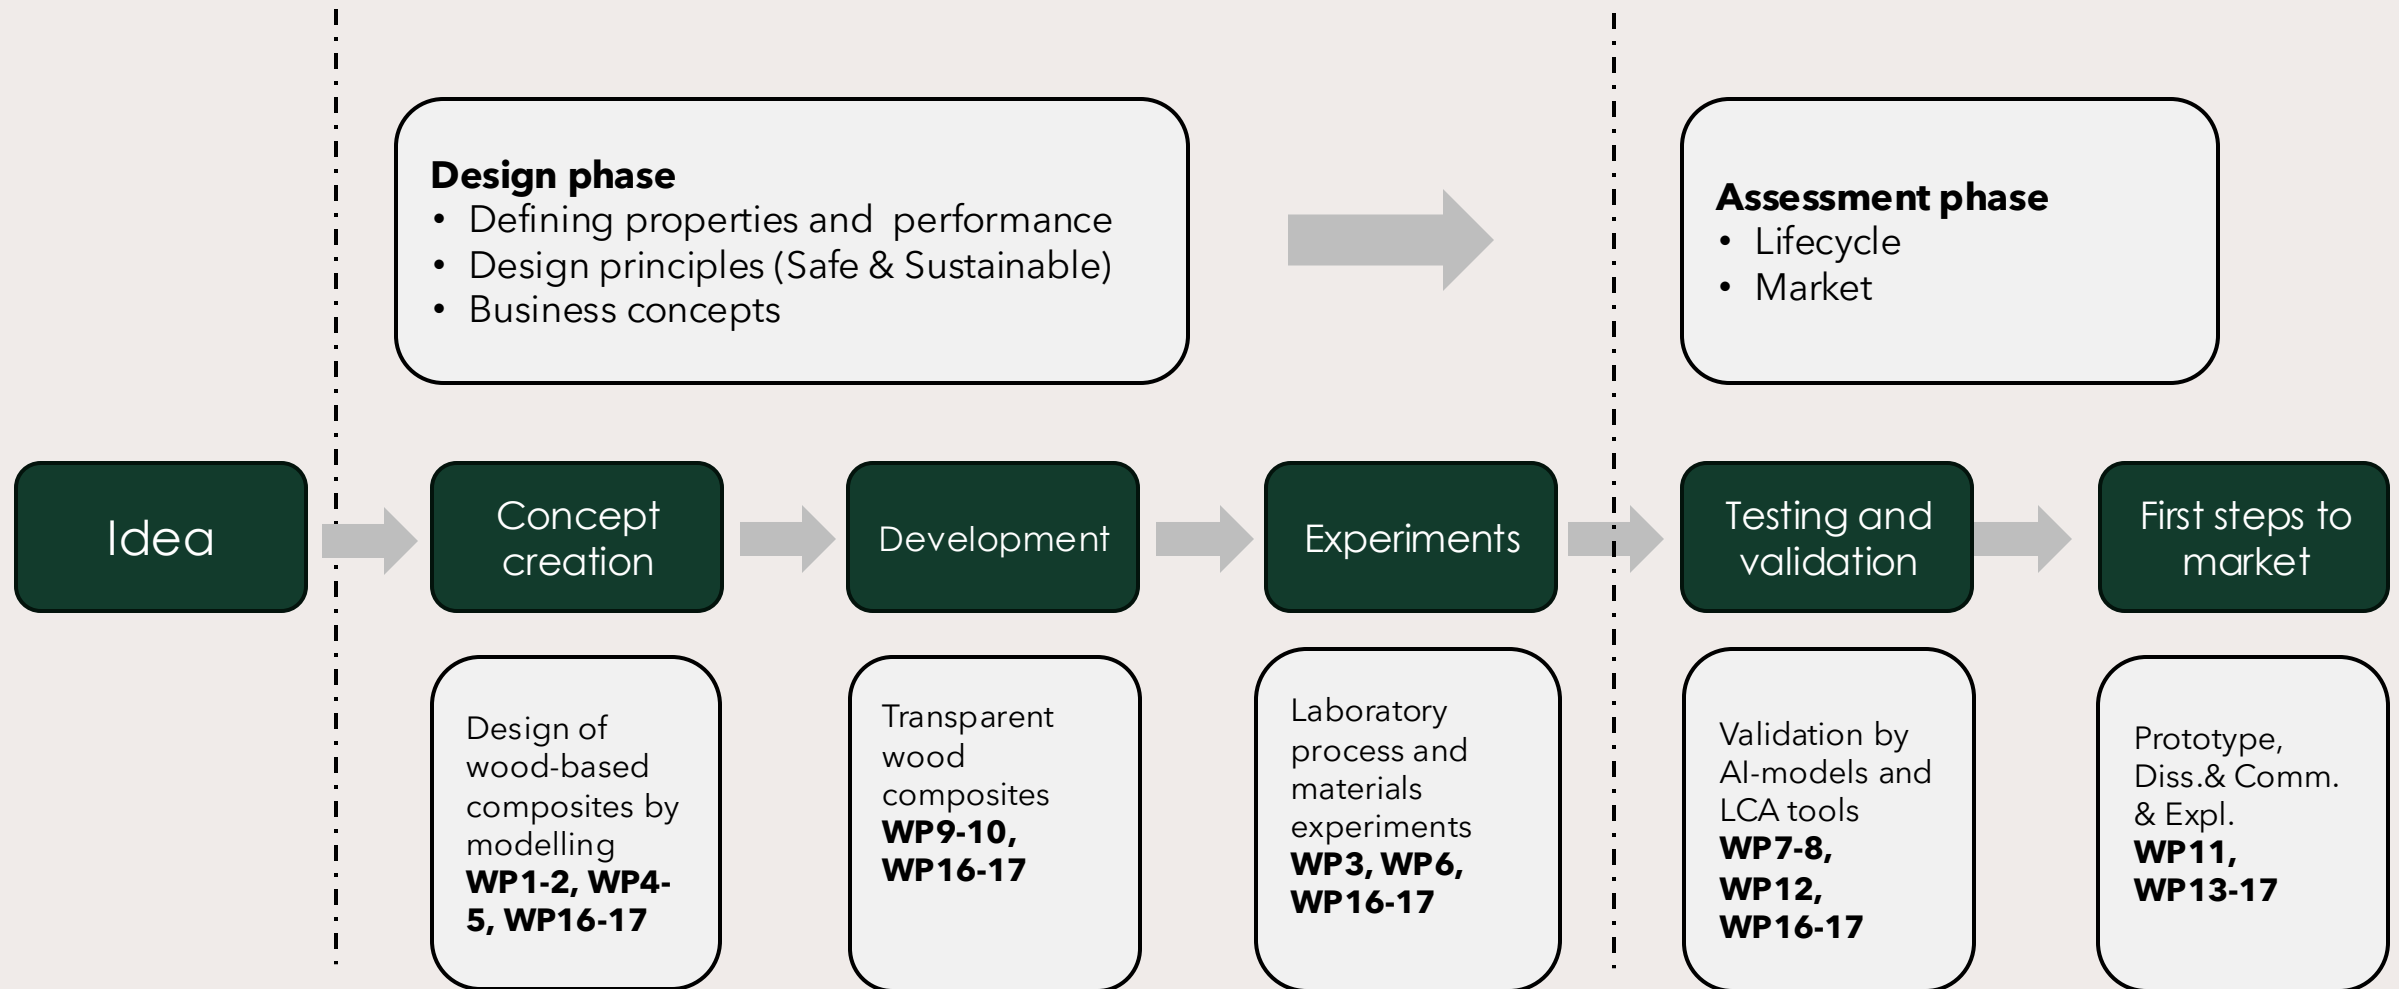 Design phase
• Defining properties and  performance
• Design principles (Safe & Sustainable)
• Business concepts
Assessment phase
• Lifecycle
• Market
Idea
Concept
creation
Development
Experiments
Testing and
validation
First steps to
market
Design of
wood-based
composites by
modelling
WP1-2, WP4-
5, WP16-17
Transparent
wood
composites
WP9-10,
WP16-17
Laboratory
process and
materials
experiments
WP3, WP6,
WP16-17
Validation by
AI-models and
LCA tools
WP7-8,
WP12,
WP16-17
Prototype,
Diss.& Comm.
& Expl.
WP11,
WP13-17